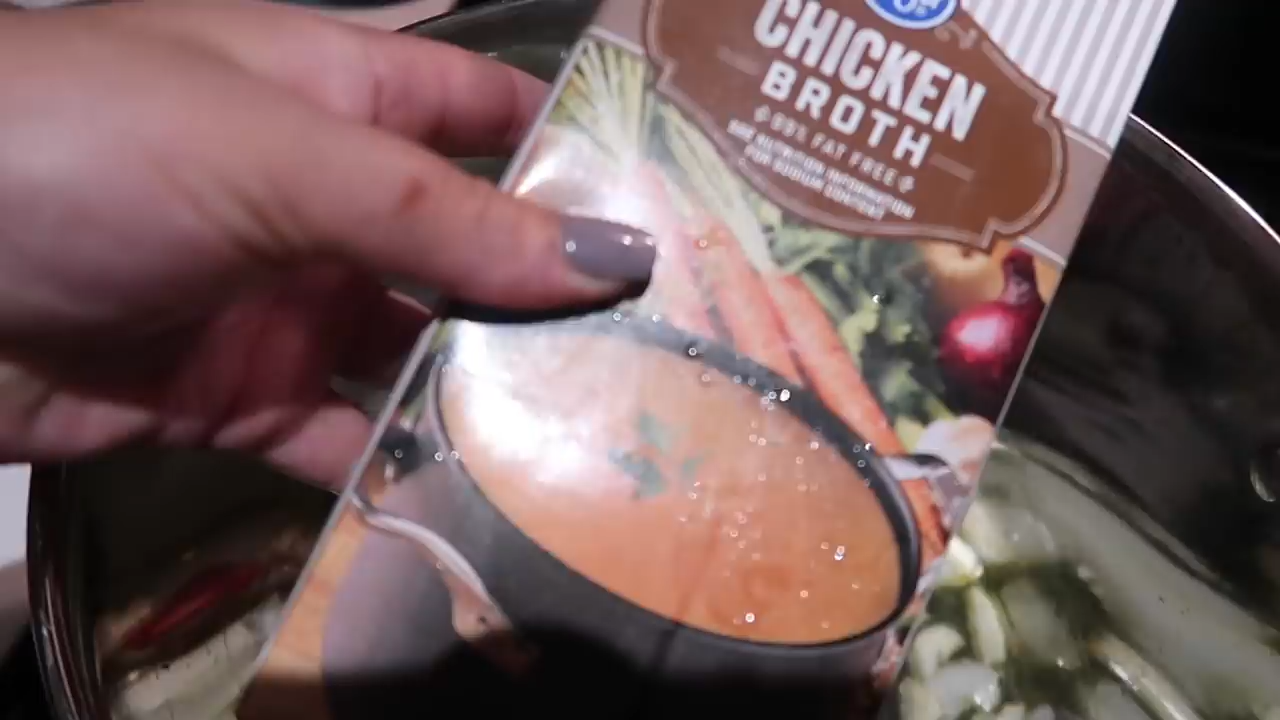 CHICKEN
BROTH
99% FAT FREE
SEE NUTRITION INFORMATION
FOR SODIUM CONTENT